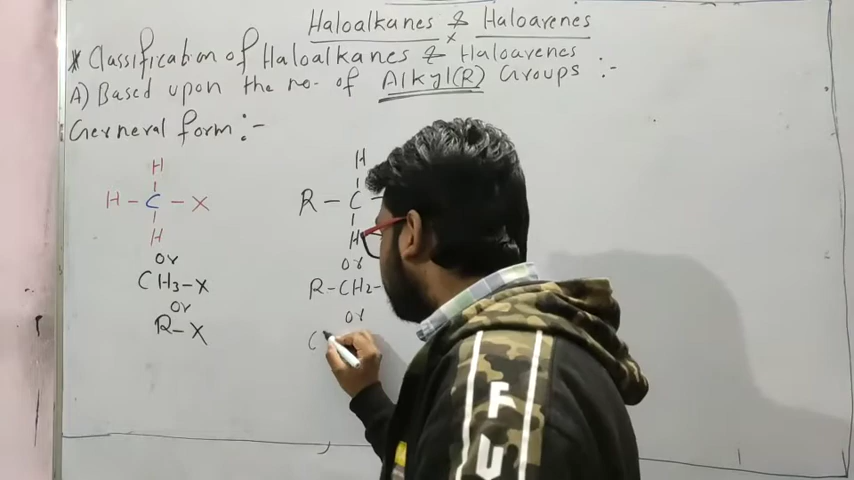 Haloalkanes & Haloarenes
x
* Classification of Haloalkanes & Haloarenes
A) Based upon the no. of Alkyl(R) Groups :-
Gerneral form :-
H
H - C - X
H
or
CH3-X
or
R-X
H
R - C -
H
or
R-CH2-
or
C
F
U